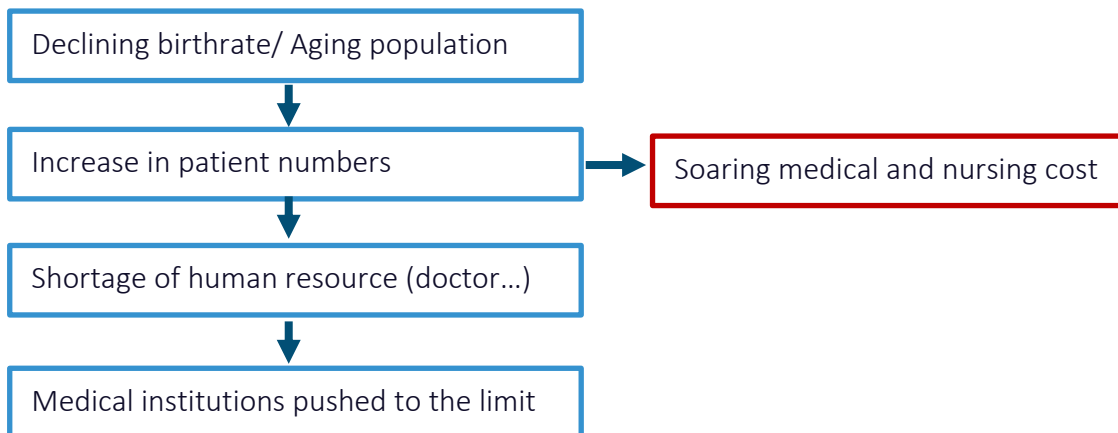 Declining birthrate/ Aging population
Increase in patient numbers
Soaring medical and nursing cost
Shortage of human resource (doctor...)
Medical institutions pushed to the limit